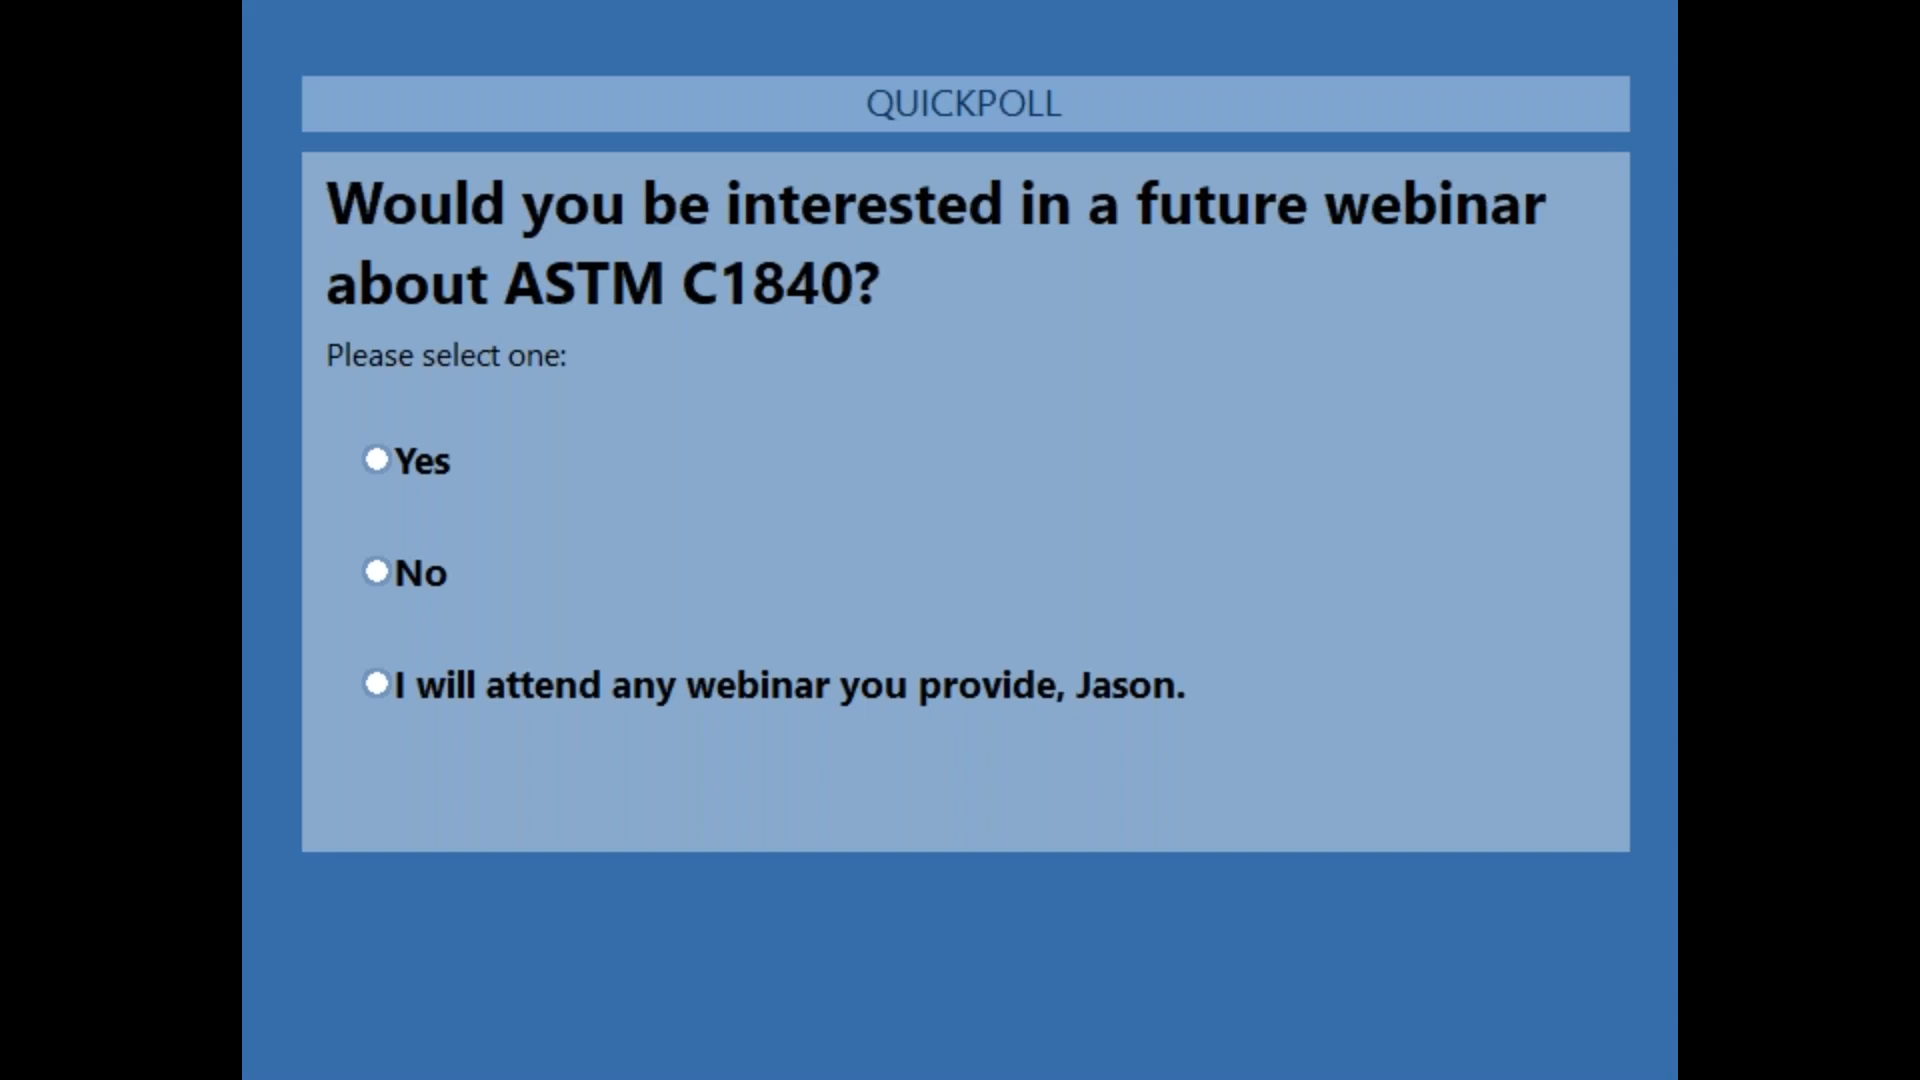 QUICKPOLL
Would you be interested in a future webinar
about ASTM C1840?
Please select one:
Yes
No
I will attend any webinar you provide, Jason.